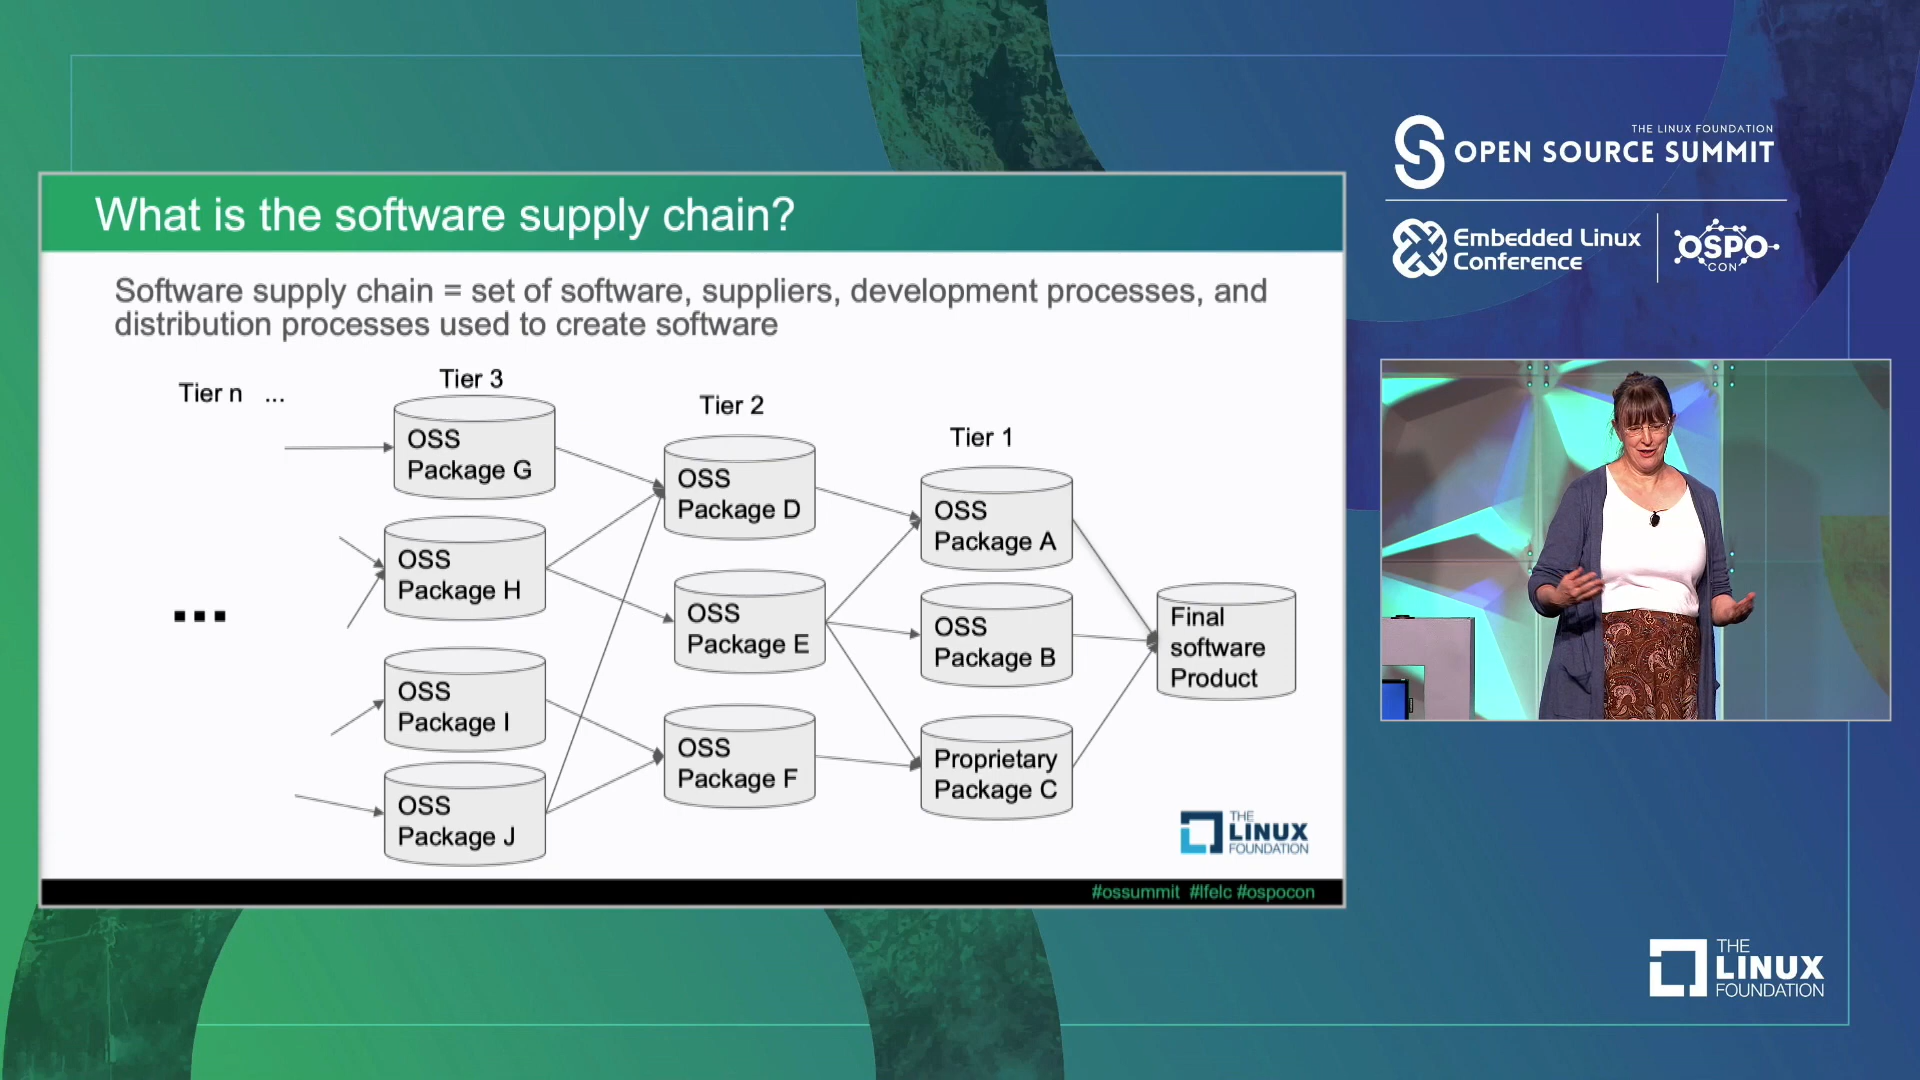 THE LINUX FOUNDATION
OPEN SOURCE SUMMIT
Embedded Linux
Conference
OSPO
CON
What is the software supply chain?
Software supply chain = set of software, suppliers, development processes, and
distribution processes used to create software
Tier n ...
Tier 3
Tier 2
Tier 1
OSS
Package G
OSS
Package H
OSS
Package I
OSS
Package J
OSS
Package D
OSS
Package E
OSS
Package F
OSS
Package A
OSS
Package B
Proprietary
Package C
Final
software
Product
...
THE
LINUX
FOUNDATION
#ossummit #lfelc #ospocon
THE
LINUX
FOUNDATION